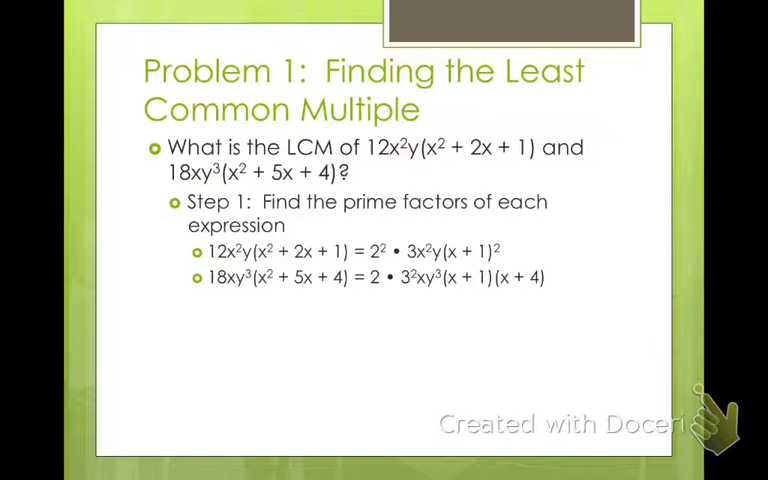 Problem 1:  Finding the Least
Common Multiple
What is the LCM of 12x²y(x² + 2x + 1) and
18xy³(x² + 5x + 4)?
Step 1:  Find the prime factors of each
expression
12x²y(x² + 2x + 1) = 2² • 3x²y(x + 1)²
18xy³(x² + 5x + 4) = 2 • 3²xy³(x + 1)(x + 4)
Created with Doceri